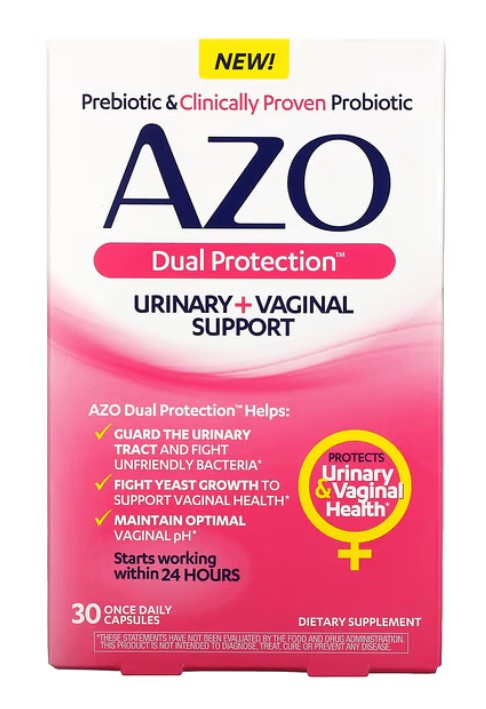 NEW!
Prebiotic & Clinically Proven Probiotic
AZO
Dual Protection™
URINARY + VAGINAL
SUPPORT
AZO Dual Protection™ Helps:
✓ GUARD THE URINARY
TRACT AND FIGHT
UNFRIENDLY BACTERIA*
✓ FIGHT YEAST GROWTH TO
SUPPORT VAGINAL HEALTH*
✓ MAINTAIN OPTIMAL
VAGINAL pH*
Starts working
within 24 HOURS
PROTECTS
Urinary
& Vaginal
Health*
30 ONCE DAILY
CAPSULES
DIETARY SUPPLEMENT
*THESE STATEMENTS HAVE NOT BEEN EVALUATED BY THE FOOD AND DRUG ADMINISTRATION.
THIS PRODUCT IS NOT INTENDED TO DIAGNOSE, TREAT, CURE OR PREVENT ANY DISEASE.